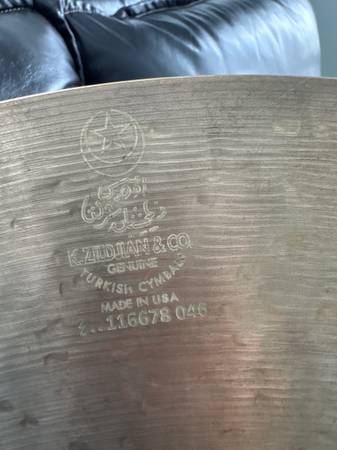 K.ZILDJIAN & CO.
GENUINE
TURKISH CYMBALS
MADE IN USA
116678 046